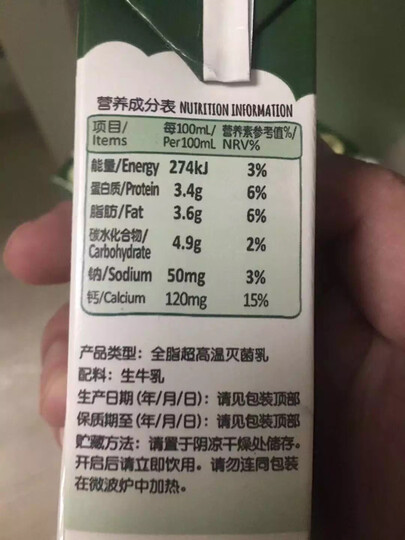 营养成分表 NUTRITION INFORMATION
项目/ 每100mL/ 营养素参考值%/
Items Per100mL NRV%
能量/Energy 274kJ 3%
蛋白质/Protein 3.4g 6%
脂肪/Fat 3.6g 6%
碳水化合物/
Carbohydrate 4.9g 2%
钠/Sodium 50mg 3%
钙/Calcium 120mg 15%
产品类型：全脂超高温灭菌乳
配料：生牛乳
生产日期(年/月/日)：请见包装顶部
保质期至(年/月/日)：请见包装顶部
贮藏方法：请置于阴凉干燥处储存。
开启后请立即饮用。请勿连同包装
在微波炉中加热。